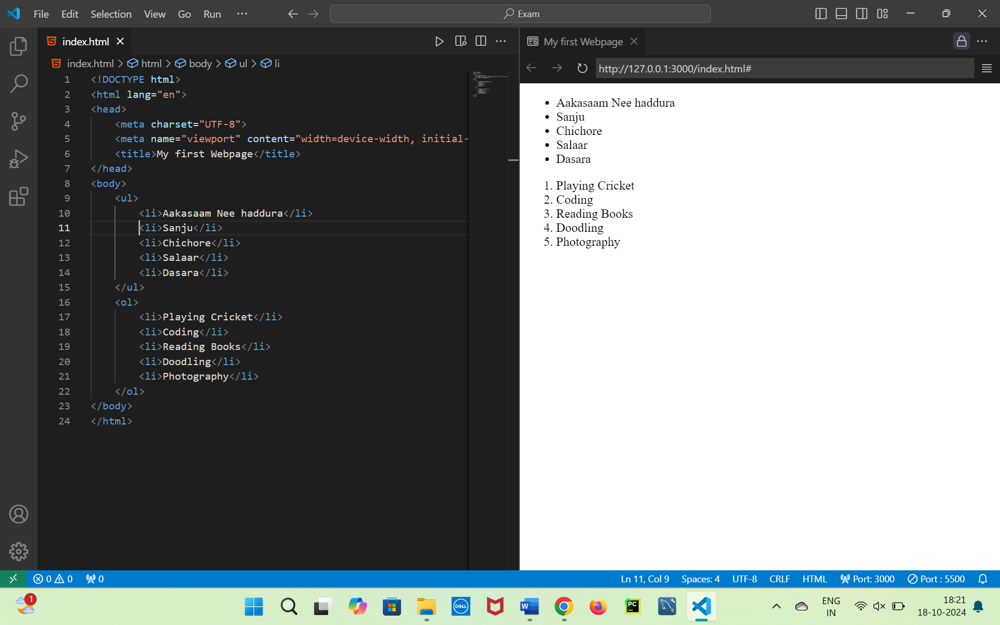 File Edit Selection View Go Run ··· Exam
index.html
My first Webpage
index.html > html > body > ul > li
http://127.0.0.1:3000/index.html#
1 <!DOCTYPE html>
2 <html lang="en">
3 <head>
4 <meta charset="UTF-8">
5 <meta name="viewport" content="width=device-width, initial-
6 <title>My first Webpage</title>
7 </head>
8 <body>
9 <ul>
10 <li>Aakasaam Nee haddura</li>
11 <li>Sanju</li>
12 <li>Chichore</li>
13 <li>Salaar</li>
14 <li>Dasara</li>
15 </ul>
16 <ol>
17 <li>Playing Cricket</li>
18 <li>Coding</li>
19 <li>Reading Books</li>
20 <li>Doodling</li>
21 <li>Photography</li>
22 </ol>
23 </body>
24 </html>
• Aakasaam Nee haddura
• Sanju
• Chichore
• Salaar
• Dasara
1. Playing Cricket
2. Coding
3. Reading Books
4. Doodling
5. Photography
0 0 0 Ln 11, Col 9 Spaces: 4 UTF-8 CRLF HTML Port: 3000 Port : 5500
1
DELL
W
PC
ENG
IN
18:21
18-10-2024